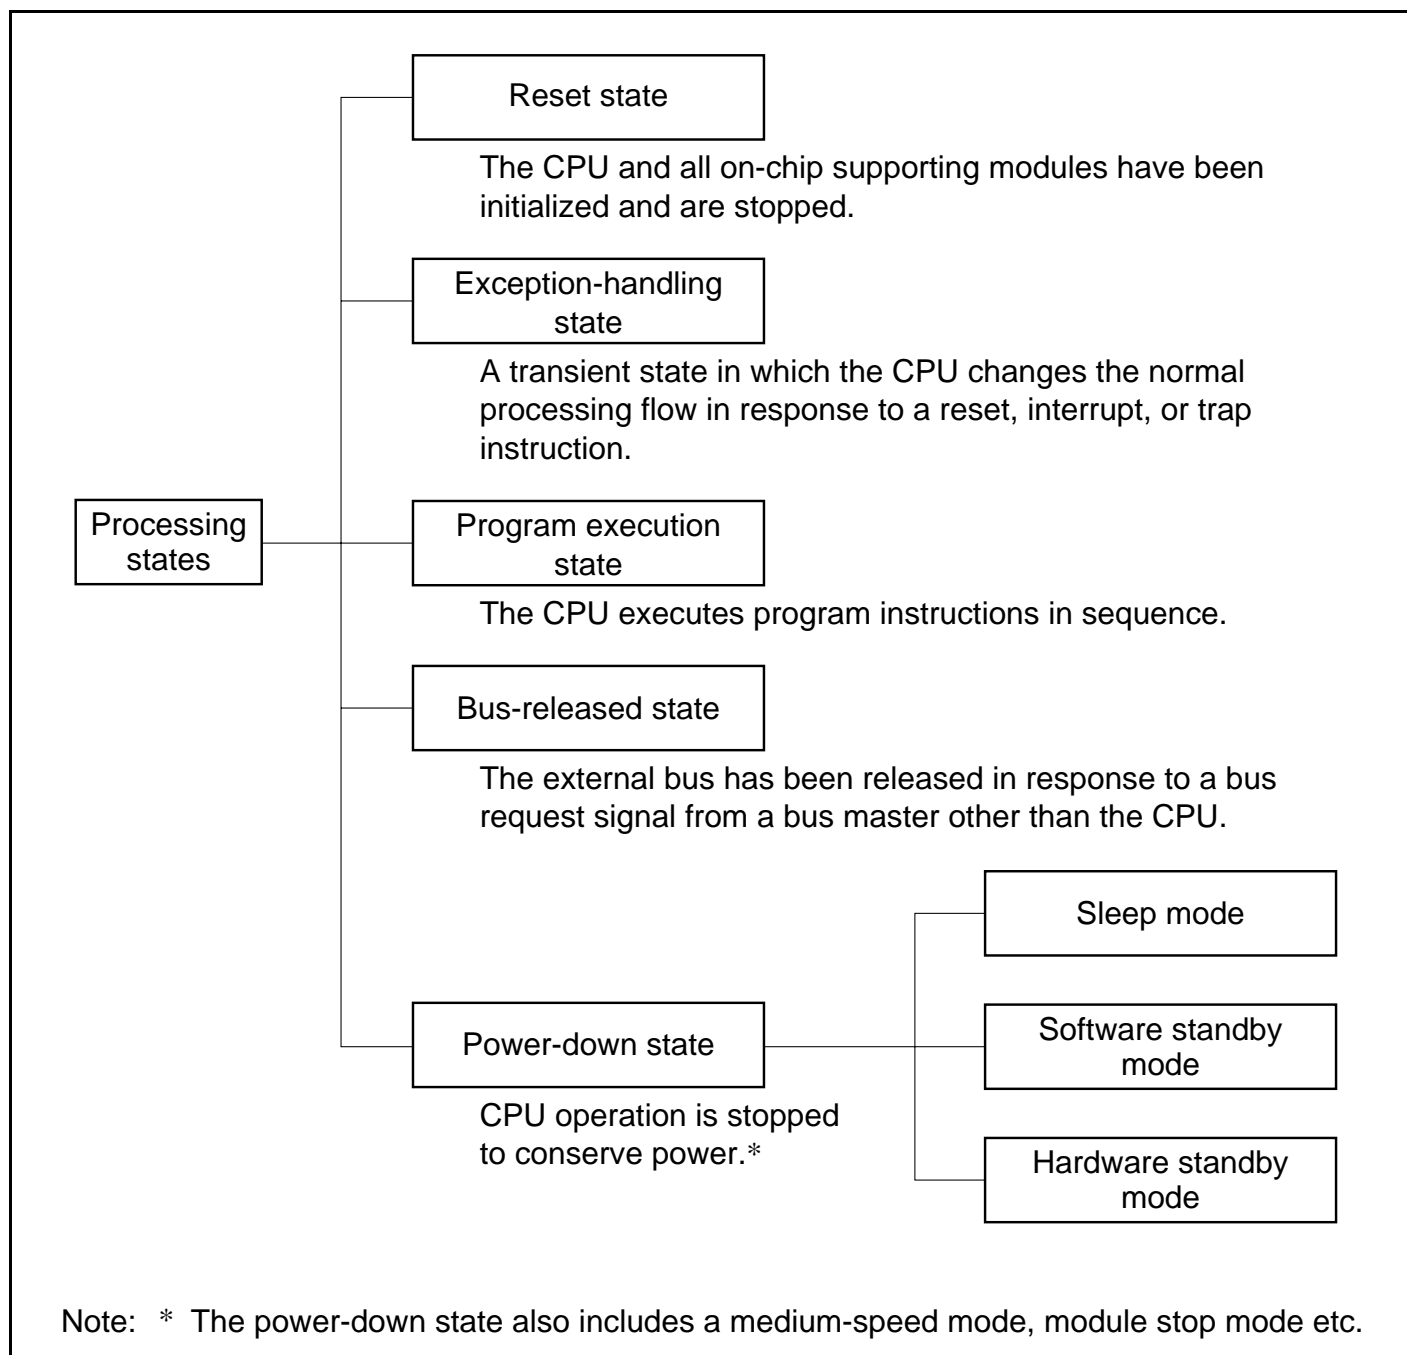 Reset state
The CPU and all on-chip supporting modules have been
initialized and are stopped.
Exception-handling
state
A transient state in which the CPU changes the normal
processing flow in response to a reset, interrupt, or trap
instruction.
Processing
states
Program execution
state
The CPU executes program instructions in sequence.
Bus-released state
The external bus has been released in response to a bus
request signal from a bus master other than the CPU.
Power-down state
CPU operation is stopped
to conserve power.*
Sleep mode
Software standby
mode
Hardware standby
mode
Note: * The power-down state also includes a medium-speed mode, module stop mode etc.